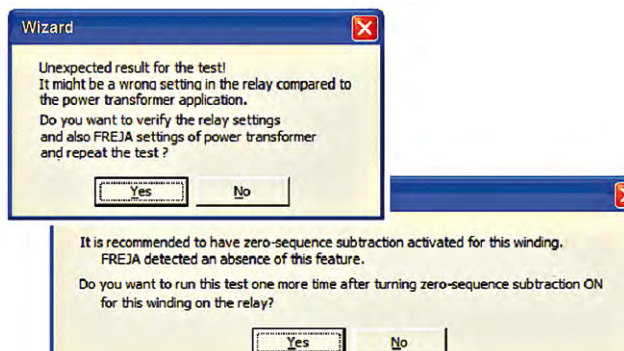 Wizard
Unexpected result for the test!
It might be a wrong setting in the relay compared to
the power transformer application.
Do you want to verify the relay settings
and also FREJA settings of power transformer
and repeat the test ?
Yes No
It is recommended to have zero-sequence subtraction activated for this winding.
FREJA detected an absence of this feature.
Do you want to run this test one more time after turning zero-sequence subtraction ON
for this winding on the relay?
Yes No